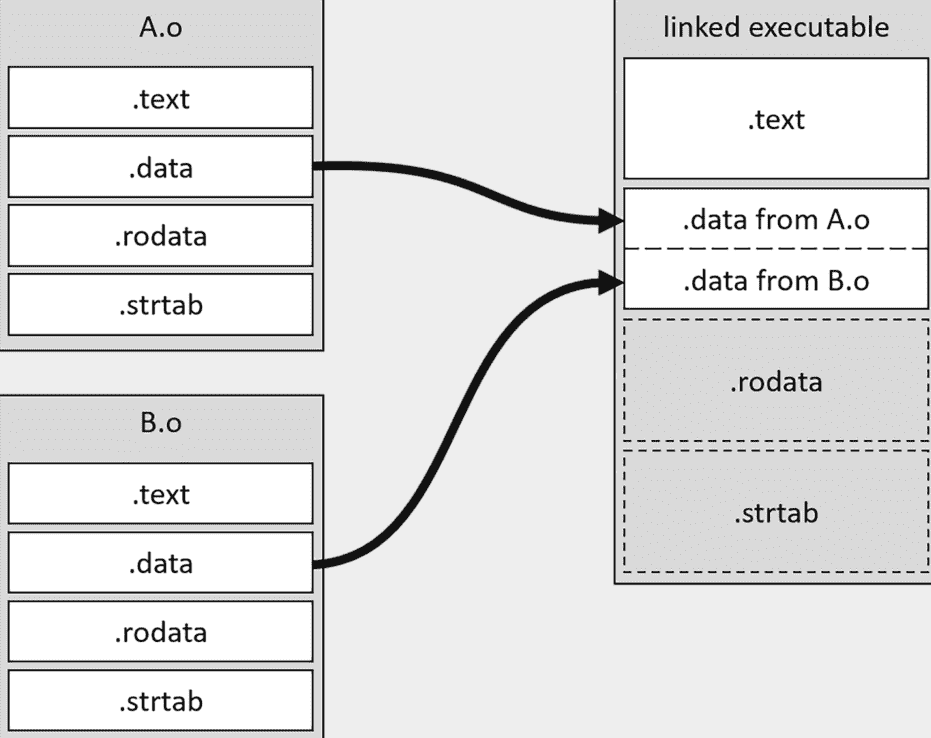 A.o
.text
.data
.rodata
.strtab
B.o
.text
.data
.rodata
.strtab
linked executable
.text
.data from A.o
.data from B.o
.rodata
.strtab